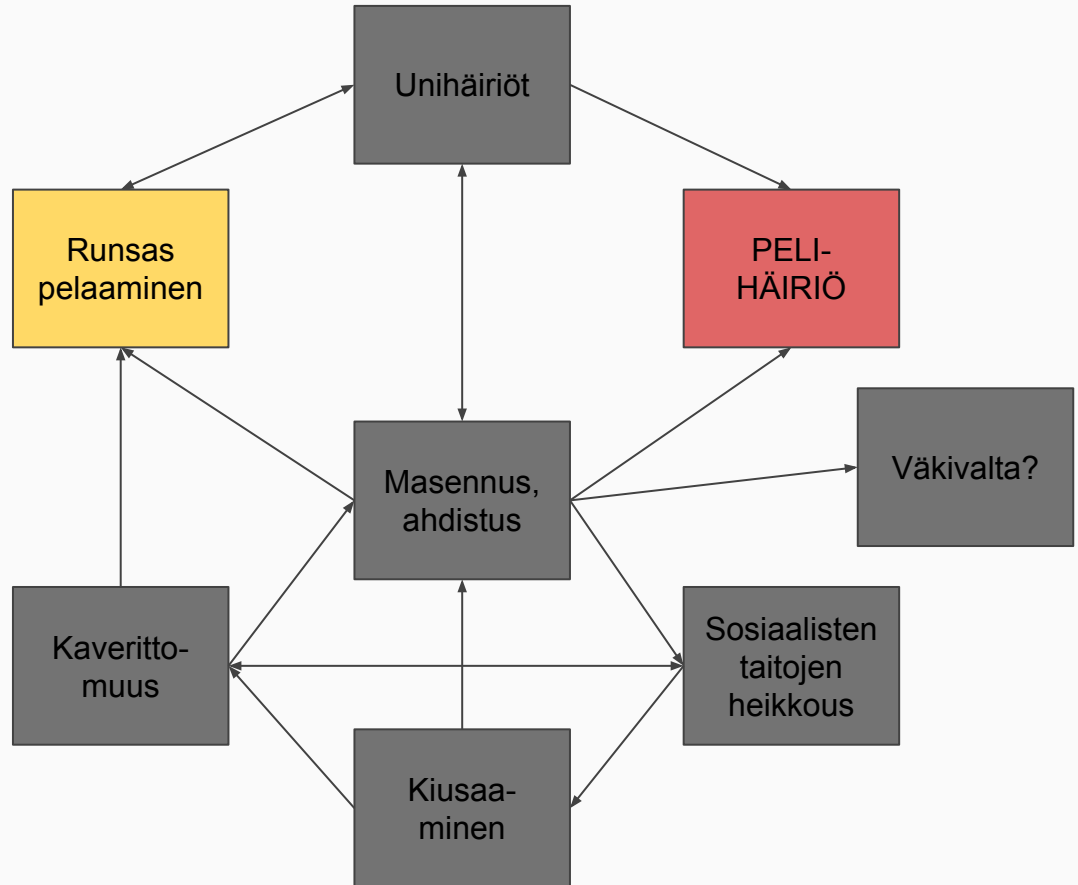 Unihäiriöt
Runsas
pelaaminen
PELI-
HÄIRIÖ
Masennus,
ahdistus
Väkivalta?
Kaveritto-
muus
Sosiaalisten
taitojen
heikkous
Kiusaa-
minen